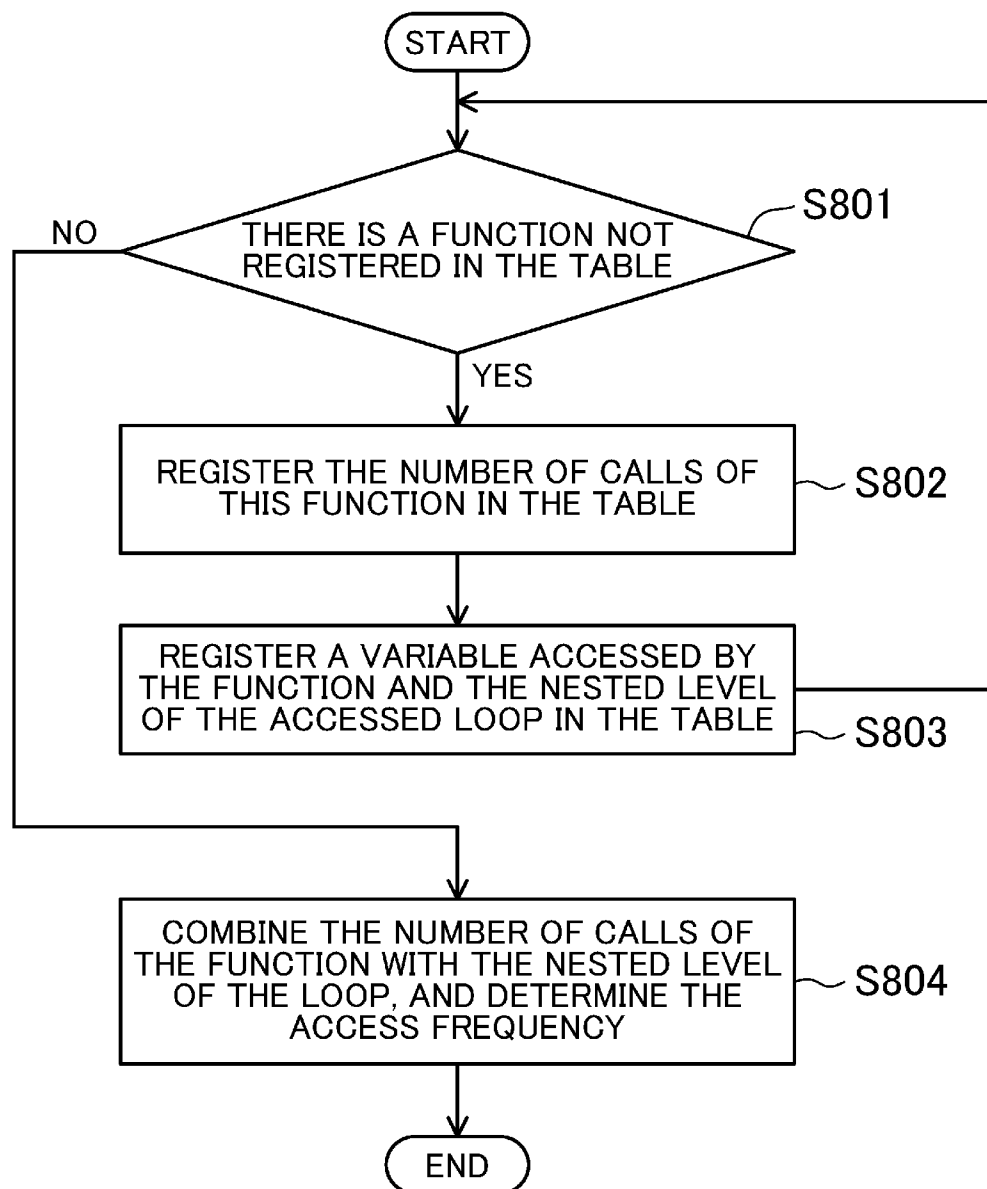 START
THERE IS A FUNCTION NOT
REGISTERED IN THE TABLE
S801
NO
YES
REGISTER THE NUMBER OF CALLS OF
THIS FUNCTION IN THE TABLE
S802
REGISTER A VARIABLE ACCESSED BY
THE FUNCTION AND THE NESTED LEVEL
OF THE ACCESSED LOOP IN THE TABLE
S803
COMBINE THE NUMBER OF CALLS OF
THE FUNCTION WITH THE NESTED LEVEL
OF THE LOOP, AND DETERMINE THE
ACCESS FREQUENCY
S804
END